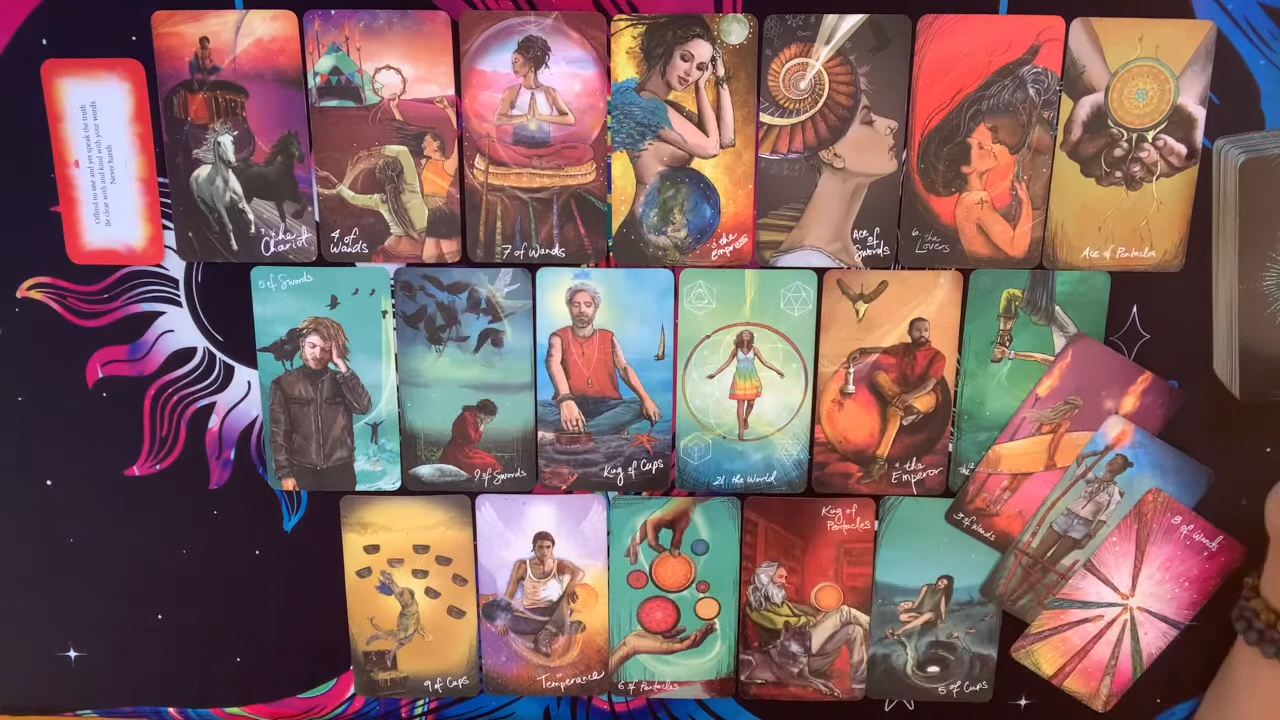 Offend no one and yet speak the truth.
Be clear with and kind with your words
Never harsh
7. the
Chariot
4 of
Wands
7 of Wands
3 the
Empress
Ace
of
Swords
6. the
Lovers
Ace of Pentacles
5 of Swords
9 of Swords
King of Cups
21 the World
4 the
Emperor
12
the
3 of Wands
8 of Wands
9 of Cups
Temperance
6 of Pentacles
King of
Pentacles
5 of Cups